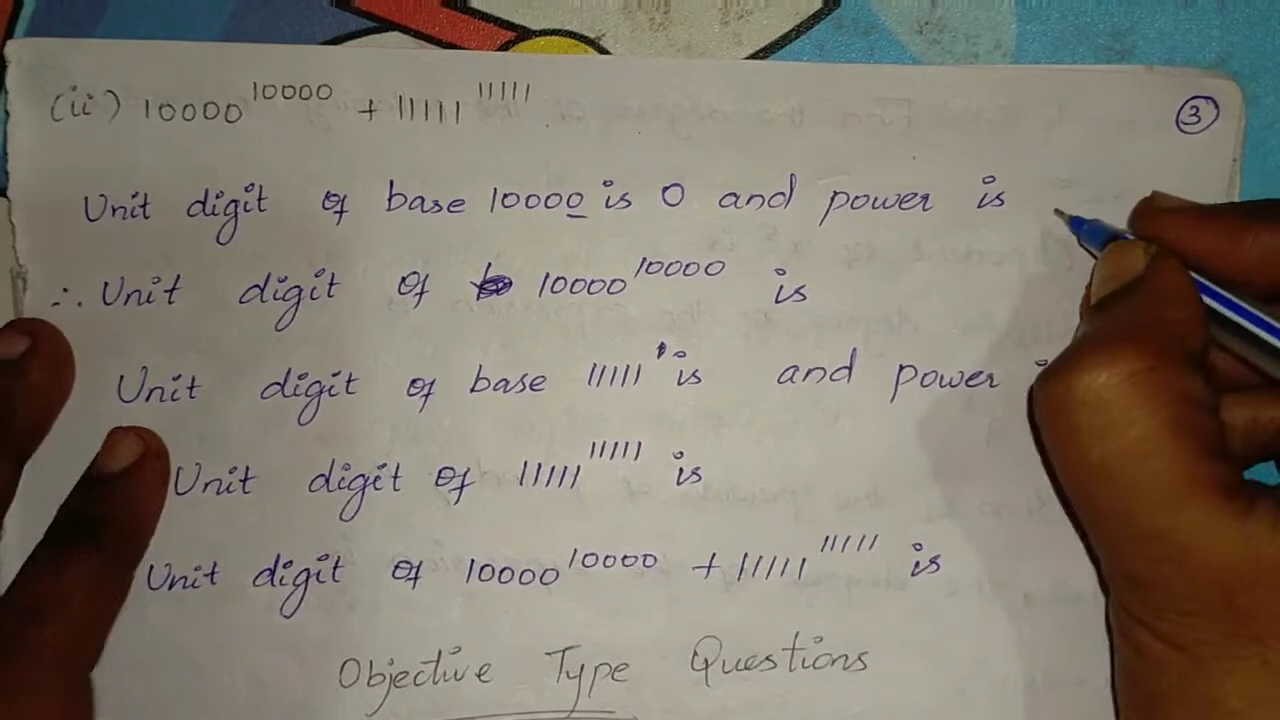 (ii) 10000^10000 + 11111^11111
3
Unit digit of base 10000 is 0 and power is
∴ Unit digit of 10000^10000 is
Unit digit of base 11111 is and power
Unit digit of 11111^11111 is
Unit digit of 10000^10000 + 11111^11111 is
Objective Type Questions